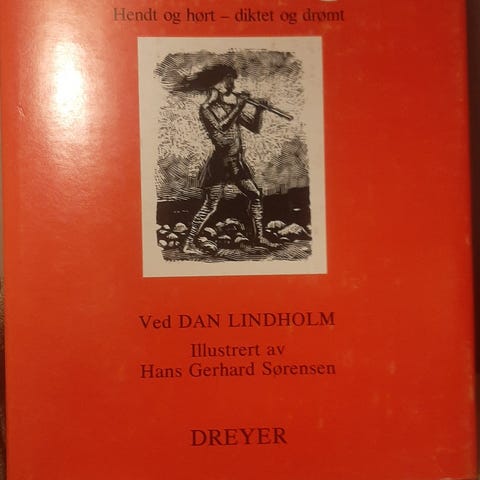 Hendt og hørt – diktet og drømt
Ved DAN LINDHOLM
Illustrert av
Hans Gerhard Sørensen
DREYER